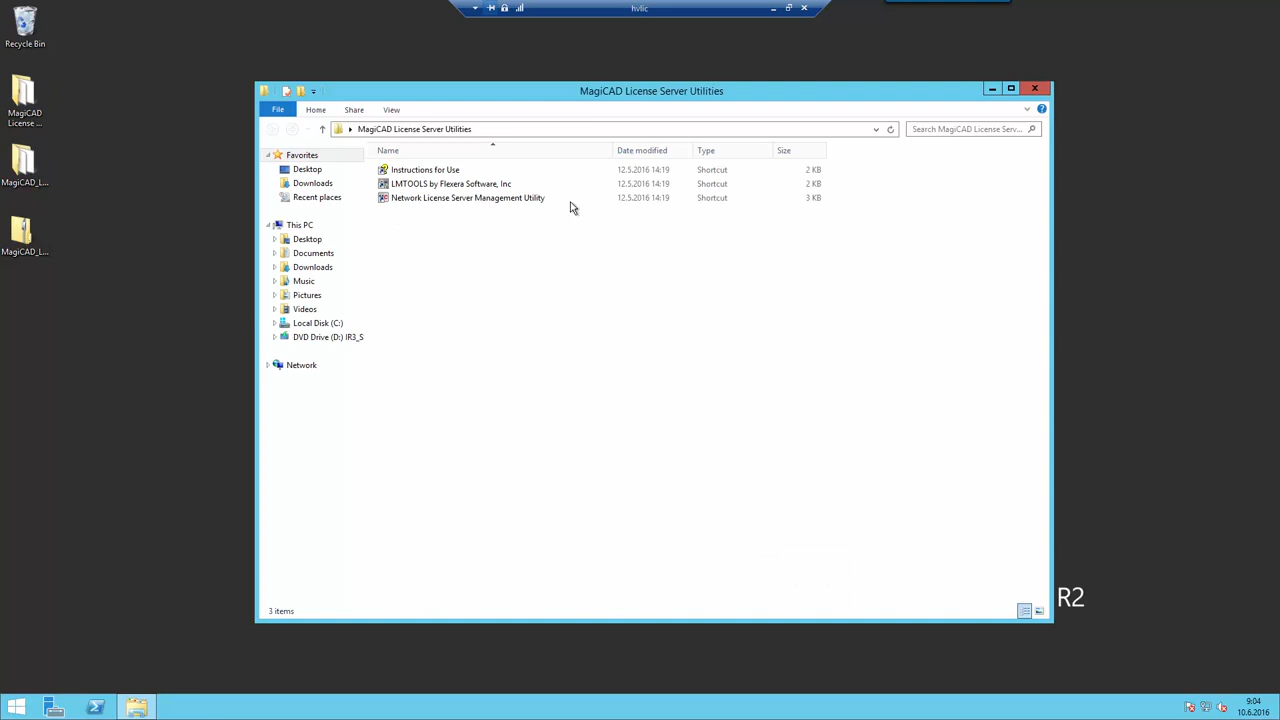 hvlic
Recycle Bin
MagiCAD
License ...
MagiCAD_L...
MagiCAD_L...
MagiCAD License Server Utilities
File
Home
Share
View
MagiCAD License Server Utilities
Search MagiCAD License Serv...
Name
Date modified
Type
Size
Instructions for Use
12.5.2016 14:19
Shortcut
2 KB
LMTOOLS by Flexera Software, Inc
12.5.2016 14:19
Shortcut
2 KB
Network License Server Management Utility
12.5.2016 14:19
Shortcut
3 KB
Favorites
Desktop
Downloads
Recent places
This PC
Desktop
Documents
Downloads
Music
Pictures
Videos
Local Disk (C:)
DVD Drive (D:) IR3_S
Network
3 items
R2
9:04
10.6.2016